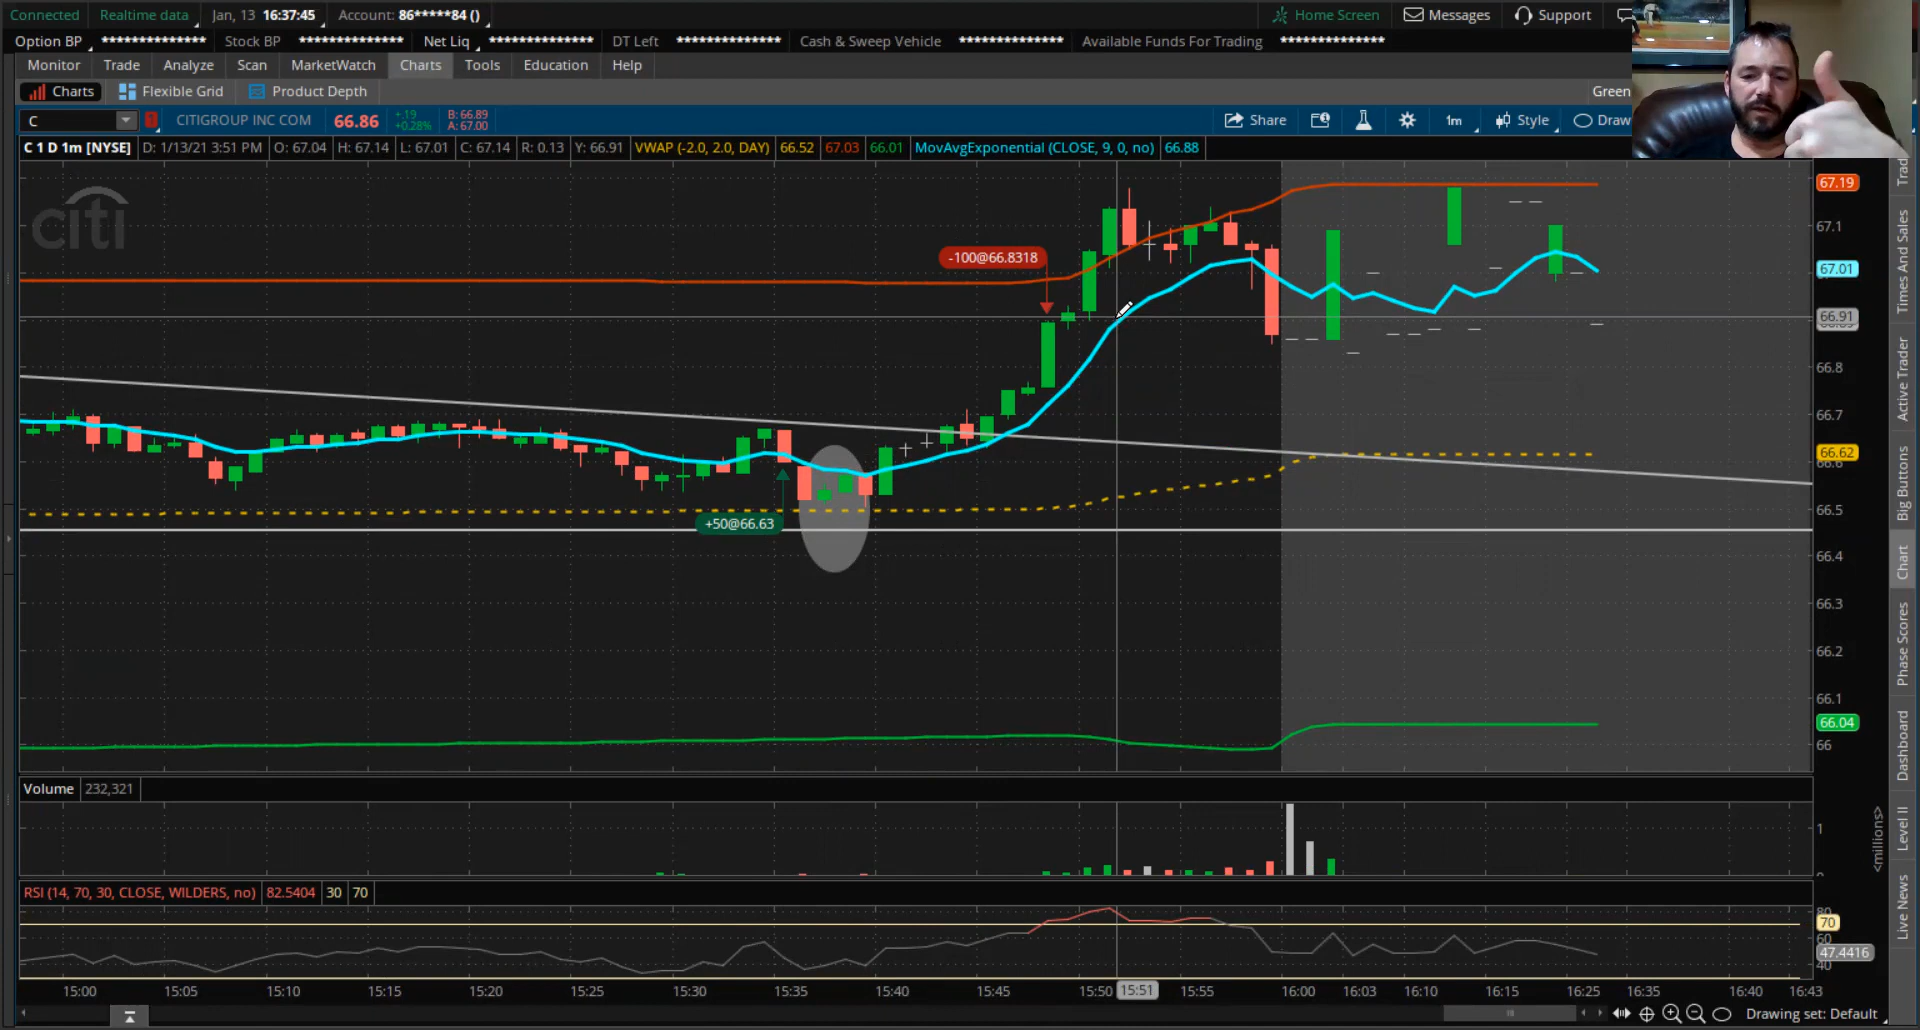 Connected Realtime data Jan, 13 16:37:45 Account: 86*****84 () Home Screen Messages Support
Option BP ************** Stock BP ************** Net Liq ************** DT Left ************** Cash & Sweep Vehicle ************** Available Funds For Trading **************
Monitor Trade Analyze Scan MarketWatch Charts Tools Education Help
Charts Flexible Grid Product Depth Green
C CITIGROUP INC COM 66.86 +.19 +0.28% B: 66.89 A: 67.00 Share 1m Style Draw
C 1 D 1m [NYSE] D: 1/13/21 3:51 PM O: 67.04 H: 67.14 L: 67.01 C: 67.14 R: 0.13 Y: 66.91 VWAP (-2.0, 2.0, DAY) 66.52 67.03 66.01 MovAvgExponential (CLOSE, 9, 0, no) 66.88
citi
-100@66.8318
+50@66.63
67.19
67.1
67.01
66.91
66.8
66.7
66.62
66.6
66.5
66.4
66.3
66.2
66.1
66.04
66
Volume 232,321
1
<millions>
RSI (14, 70, 30, CLOSE, WILDERS, no) 82.5404 30 70
80
70
60
47.4416
40
15:00 15:05 15:10 15:15 15:20 15:25 15:30 15:35 15:40 15:45 15:50 15:51 15:55 16:00 16:03 16:10 16:15 16:25 16:35 16:40 16:43
Drawing set: Default
Times And Sales
Active Trader
Big Buttons
Chart
Phase Scores
Dashboard
Level II
Live News